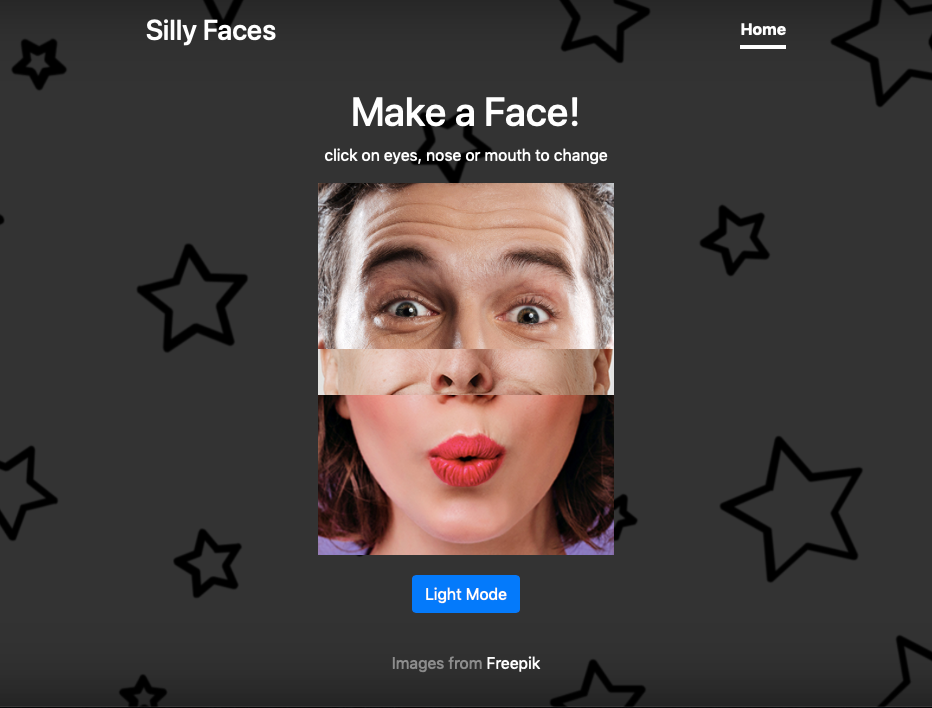 Silly Faces
Home
Make a Face!
click on eyes, nose or mouth to change
Light Mode
Images from Freepik